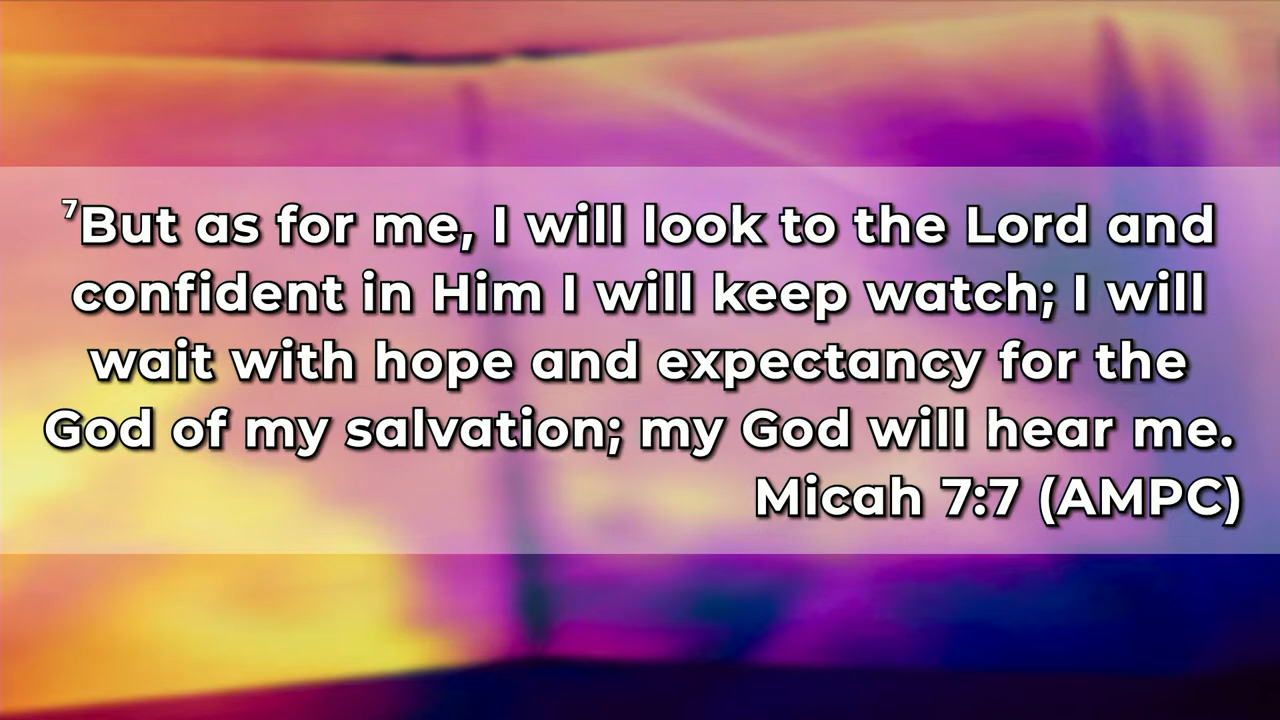 ⁷But as for me, I will look to the Lord and
confident in Him I will keep watch; I will
wait with hope and expectancy for the
God of my salvation; my God will hear me.
Micah 7:7 (AMPC)